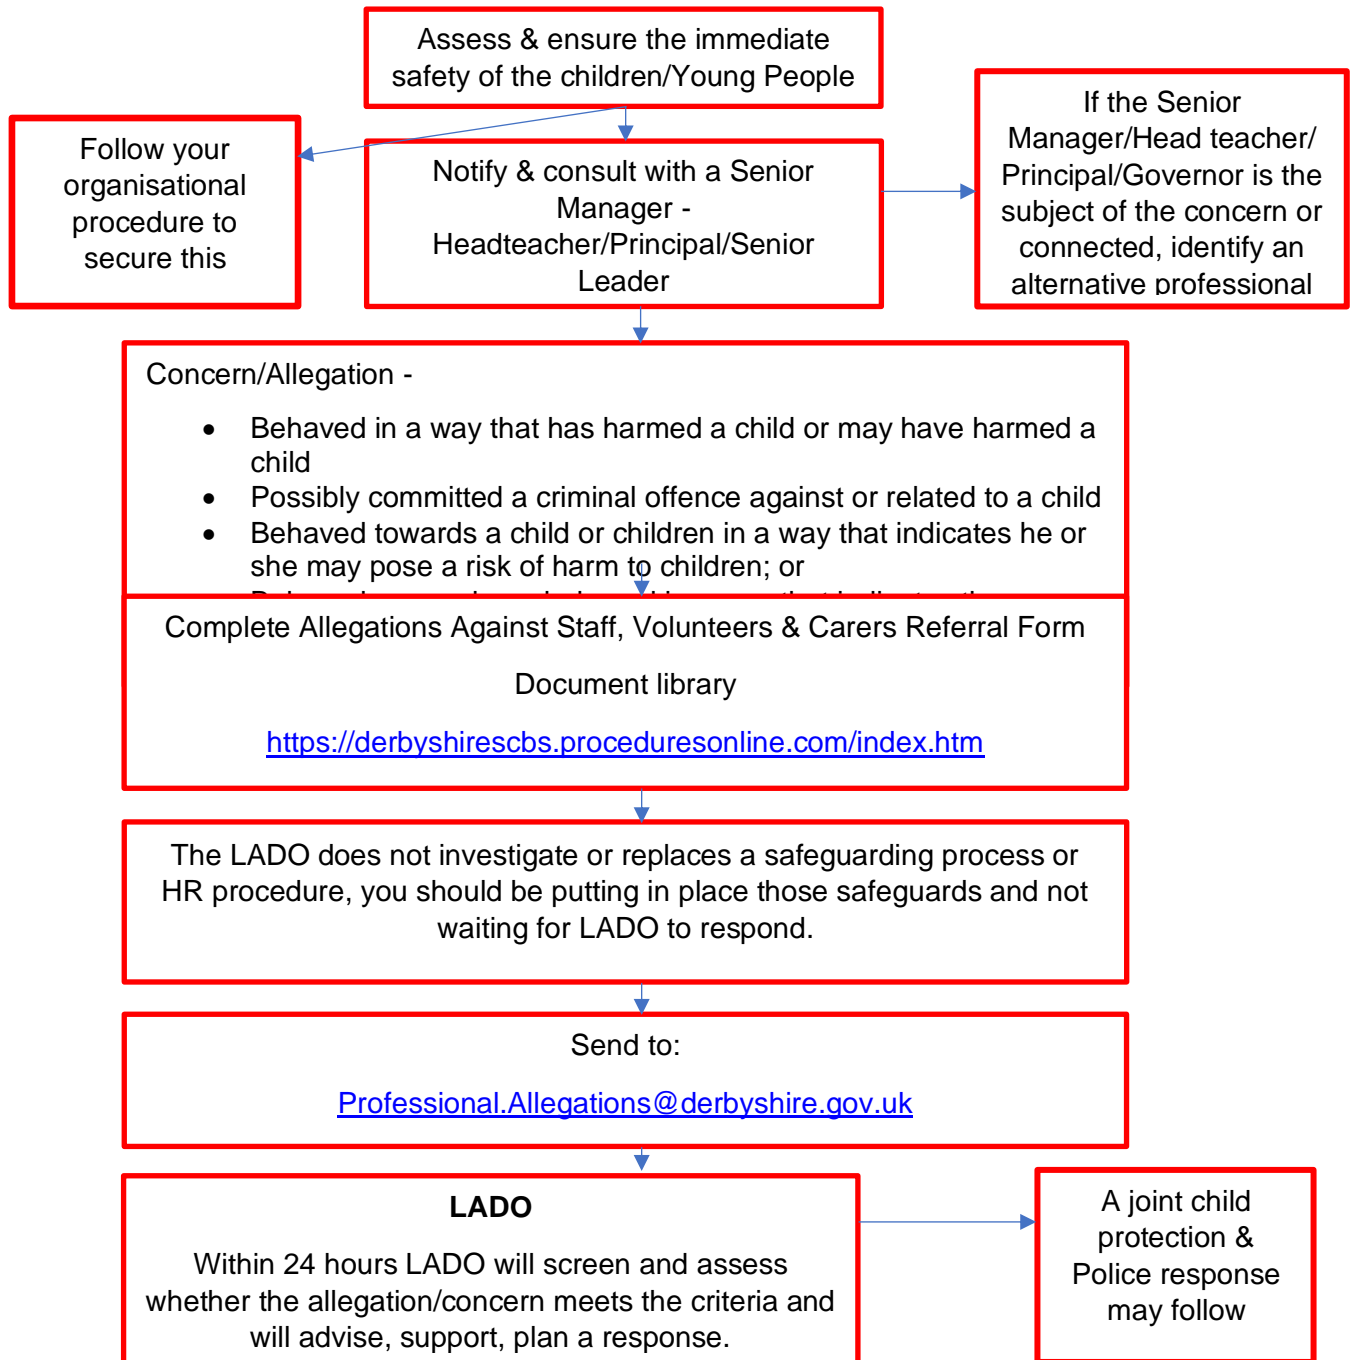 Assess & ensure the immediate
safety of the children/Young People
Follow your
organisational
procedure to
secure this
Notify & consult with a Senior
Manager -
Headteacher/Principal/Senior
Leader
If the Senior
Manager/Head teacher/
Principal/Governor is the
subject of the concern or
connected, identify an
alternative professional
Concern/Allegation -
• Behaved in a way that has harmed a child or may have harmed a
child
• Possibly committed a criminal offence against or related to a child
• Behaved towards a child or children in a way that indicates he or
she may pose a risk of harm to children; or
Complete Allegations Against Staff, Volunteers & Carers Referral Form
Document library
https://derbyshirescbs.proceduresonline.com/index.htm
The LADO does not investigate or replaces a safeguarding process or
HR procedure, you should be putting in place those safeguards and not
waiting for LADO to respond.
Send to:
Professional.Allegations@derbyshire.gov.uk
LADO
Within 24 hours LADO will screen and assess
whether the allegation/concern meets the criteria and
will advise, support, plan a response.
A joint child
protection &
Police response
may follow